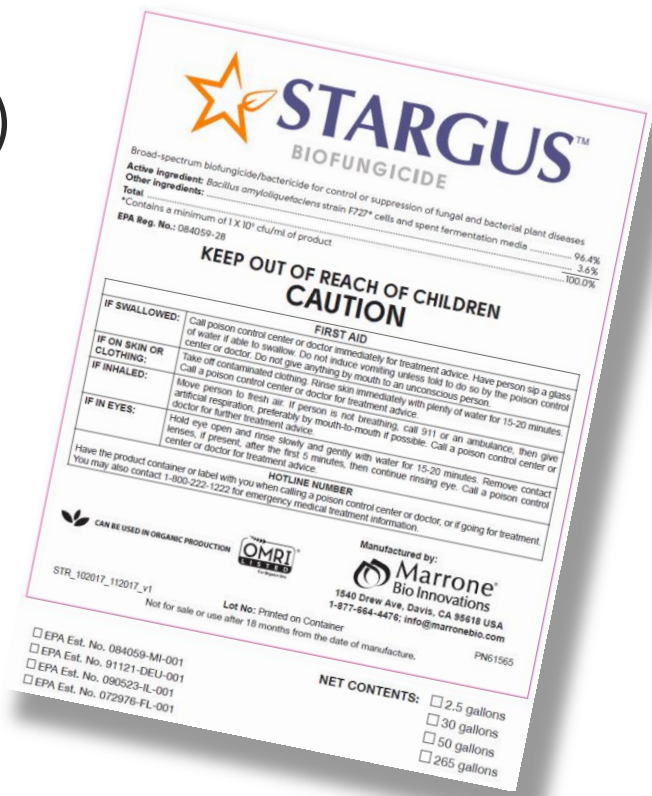 )
STARGUS™
BIOFUNGICIDE
Broad-spectrum biofungicide/bactericide for control or suppression of fungal and bacterial plant diseases
Active ingredient: Bacillus amyloliquefaciens strain F727* cells and spent fermentation media .............. 96.4%
Other ingredients: .............. 3.6%
Total .............. 100.0%
*Contains a minimum of 1 X 10⁹ cfu/ml of product
EPA Reg. No.: 084059-28
KEEP OUT OF REACH OF CHILDREN
CAUTION
FIRST AID
IF SWALLOWED:
Call poison control center or doctor immediately for treatment advice. Have person sip a glass
of water if able to swallow. Do not induce vomiting unless told to do so by the poison control
center or doctor. Do not give anything by mouth to an unconscious person.
IF ON SKIN OR
CLOTHING:
Take off contaminated clothing. Rinse skin immediately with plenty of water for 15-20 minutes.
Call a poison control center or doctor for treatment advice.
IF INHALED:
Move person to fresh air. If person is not breathing, call 911 or an ambulance, then give
artificial respiration, preferably by mouth-to-mouth if possible. Call a poison control center or
doctor for further treatment advice.
IF IN EYES:
Hold eye open and rinse slowly and gently with water for 15-20 minutes. Remove contact
lenses, if present, after the first 5 minutes, then continue rinsing eye. Call a poison control
center or doctor for treatment advice.
HOTLINE NUMBER
Have the product container or label with you when calling a poison control center or doctor, or if going for treatment.
You may also contact 1-800-222-1222 for emergency medical treatment information.
CAN BE USED IN ORGANIC PRODUCTION
OMRI®
LISTED
For Organic Use
Manufactured by:
Marrone®
Bio Innovations
1540 Drew Ave, Davis, CA 95618 USA
1-877-664-4476; info@marronebio.com
STR_102017_112017_v1
Lot No: Printed on Container
Not for sale or use after 18 months from the date of manufacture.
PN61565
☐ EPA Est. No. 084059-MI-001
☐ EPA Est. No. 91121-DEU-001
☐ EPA Est. No. 090523-IL-001
☐ EPA Est. No. 072976-FL-001
NET CONTENTS:
☐ 2.5 gallons
☐ 30 gallons
☐ 50 gallons
☐ 265 gallons